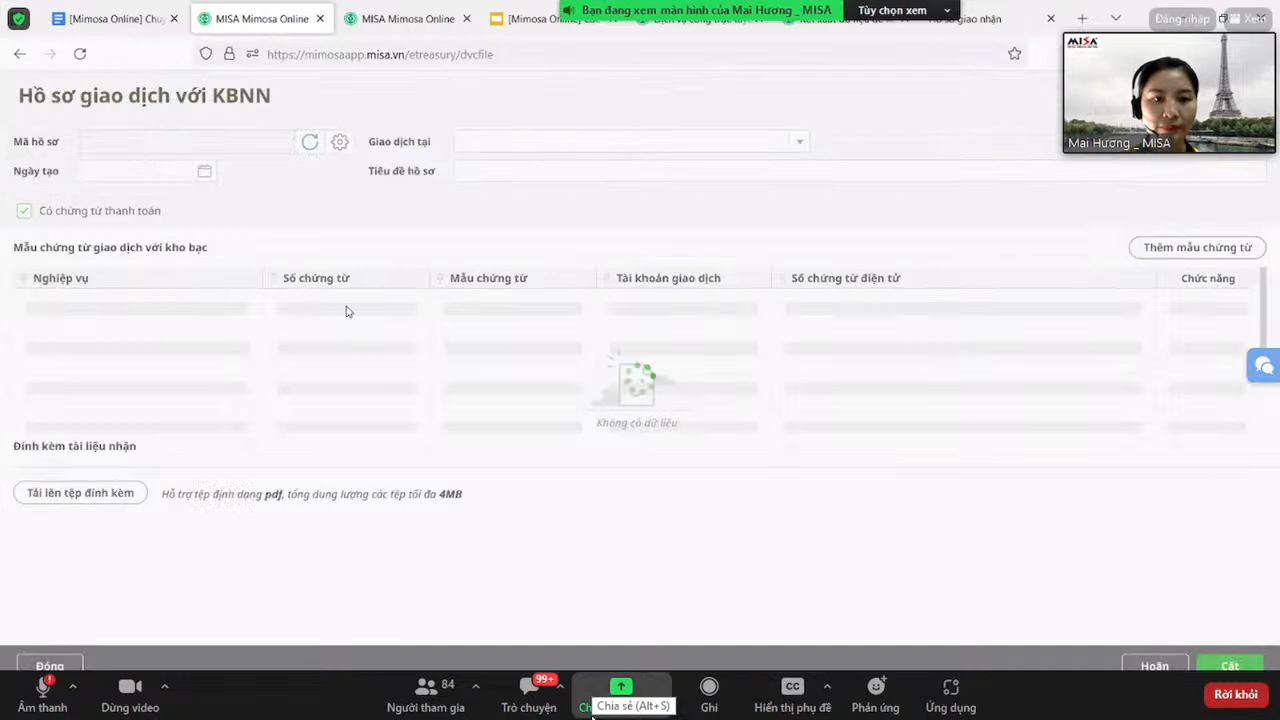 [Mimosa Online] Chuy
MISA Mimosa Online
MISA Mimosa Online
[Mimosa Online]
Bạn đang xem màn hình của Mai Hương _ MISA
Tùy chọn xem
giao nhận
Đăng nhập
Xem
https://mimosaapp.misa.vn/etreasury/dvcfile
MISA
Mai Hương _ MISA
Hồ sơ giao dịch với KBNN
Mã hồ sơ
Giao dịch tại
Ngày tạo
Tiêu đề hồ sơ
Có chứng từ thanh toán
Mẫu chứng từ giao dịch với kho bạc
Thêm mẫu chứng từ
Nghiệp vụ
Số chứng từ
Mẫu chứng từ
Tài khoản giao dịch
Số chứng từ điện tử
Chức năng
Không có dữ liệu
Đính kèm tài liệu nhận
Tải lên tệp đính kèm
Hỗ trợ tệp định dạng pdf, tổng dung lượng các tệp tối đa 4MB
Đóng
Hoãn
Cất
84
99+
CC
Âm thanh
Dừng video
Người tham gia
Trò chuyện
Ch
Chia sẻ (Alt+S)
Ghi
Hiển thị phụ đề
Phản ứng
Ứng dụng
Rời khỏi